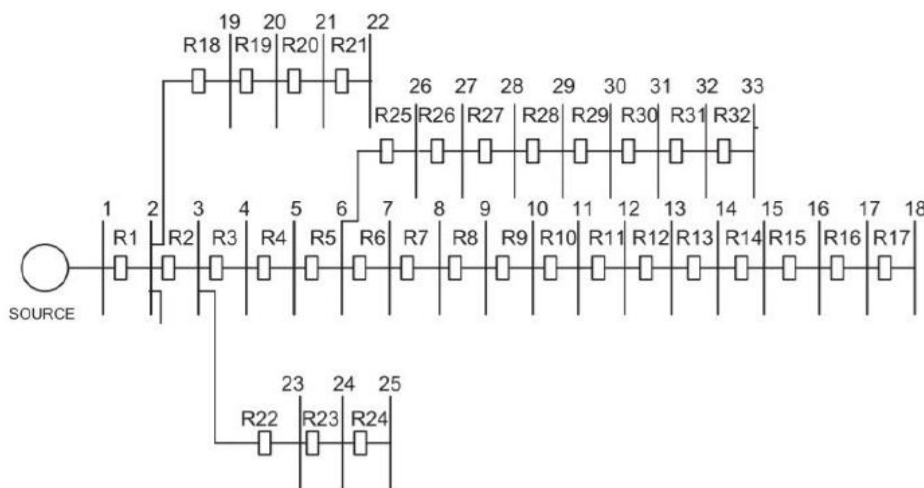 19 20 21 22
R18 R19 R20 R21
26 27 28 29 30 31 32 33
R25 R26 R27 R28 R29 R30 R31 R32
1 2 3 4 5 6 7 8 9 10 11 12 13 14 15 16 17 18
R1 R2 R3 R4 R5 R6 R7 R8 R9 R10 R11 R12 R13 R14 R15 R16 R17
SOURCE
23 24 25
R22 R23 R24